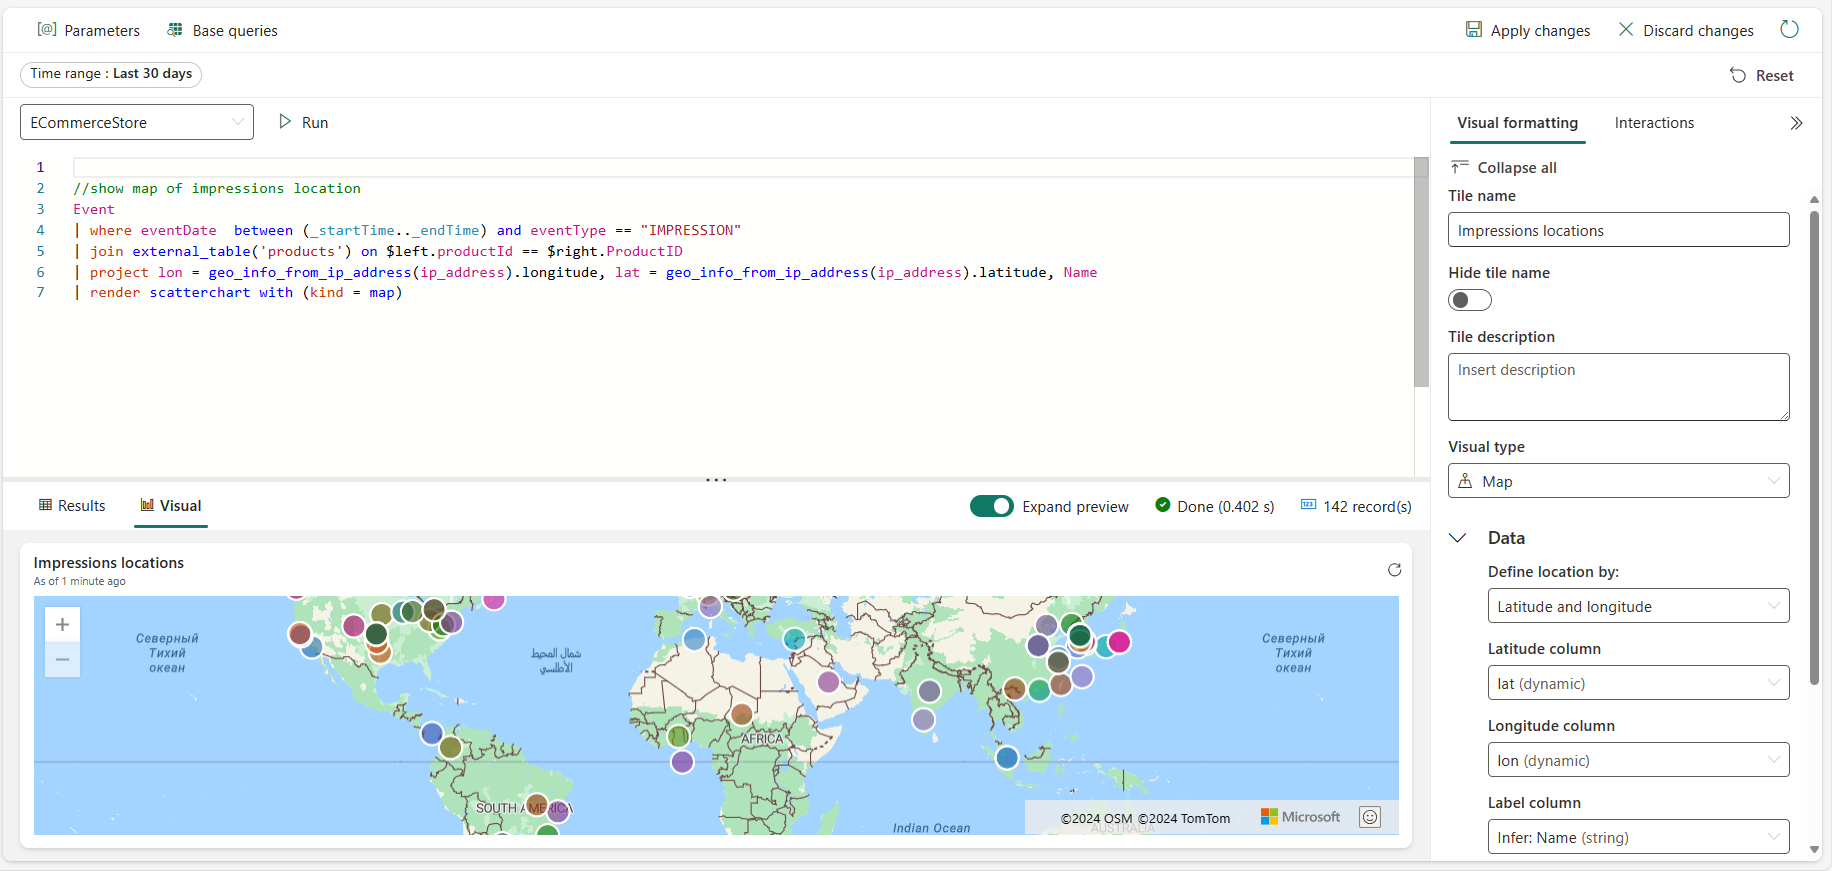 Parameters
Base queries
Apply changes
Discard changes
Time range : Last 30 days
Reset
ECommerceStore
Run
1
2 //show map of impressions location
3 Event
4 | where eventDate  between (_startTime.._endTime) and eventType == "IMPRESSION"
5 | join external_table('products') on $left.productId == $right.ProductID
6 | project lon = geo_info_from_ip_address(ip_address).longitude, lat = geo_info_from_ip_address(ip_address).latitude, Name
7 | render scatterchart with (kind = map)
Results
Visual
Expand preview
Done (0.402 s)
123
142 record(s)
Impressions locations
As of 1 minute ago
Северный
Тихий
океан
شمال المحيط
الأطلسي
Северный
Тихий
океан
AFRICA
SOUTH AMERICA
Indian Ocean
AUSTRALIA
©2024 OSM ©2024 TomTom
Microsoft
Visual formatting
Interactions
Collapse all
Tile name
Impressions locations
Hide tile name
Tile description
Insert description
Visual type
Map
Data
Define location by:
Latitude and longitude
Latitude column
lat (dynamic)
Longitude column
lon (dynamic)
Label column
Infer: Name (string)